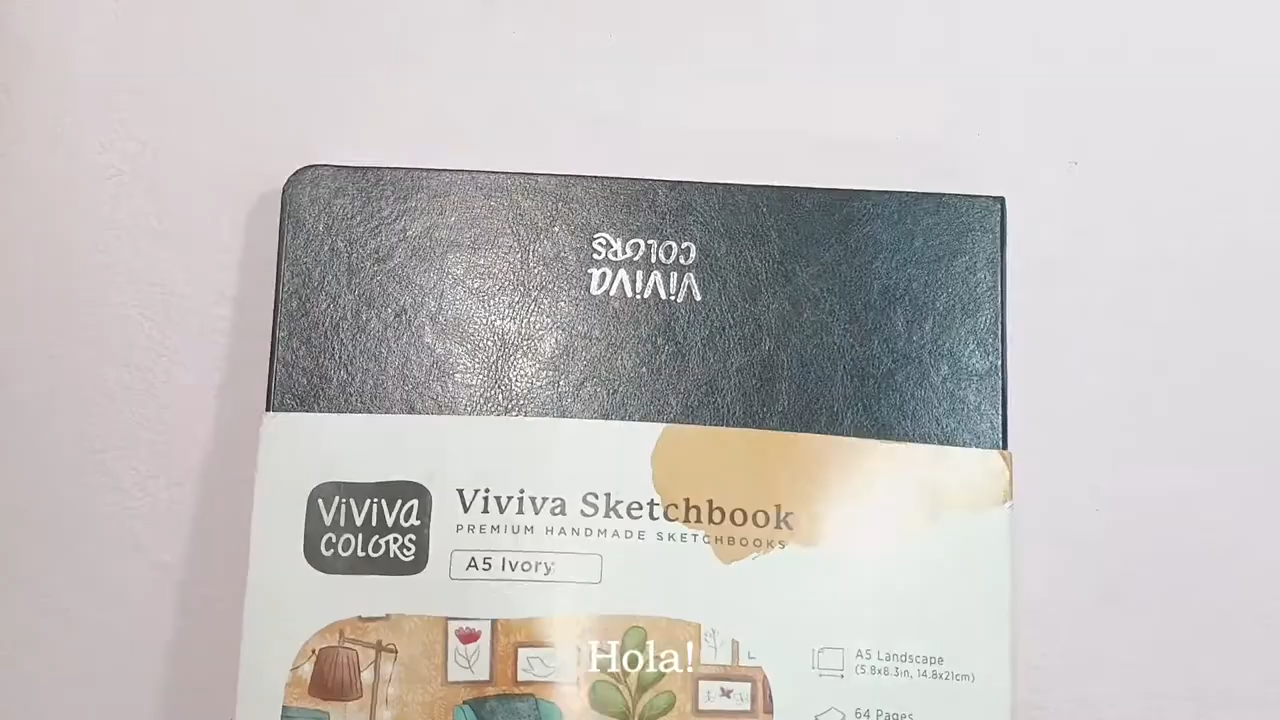 ViViVa
COLORS
ViViVa
COLORS
Viviva Sketchbook
PREMIUM HANDMADE SKETCHBOOKS
A5 Ivory
Hola!
A5 Landscape
(5.8x8.3in, 14.8x21cm)
64 Pages